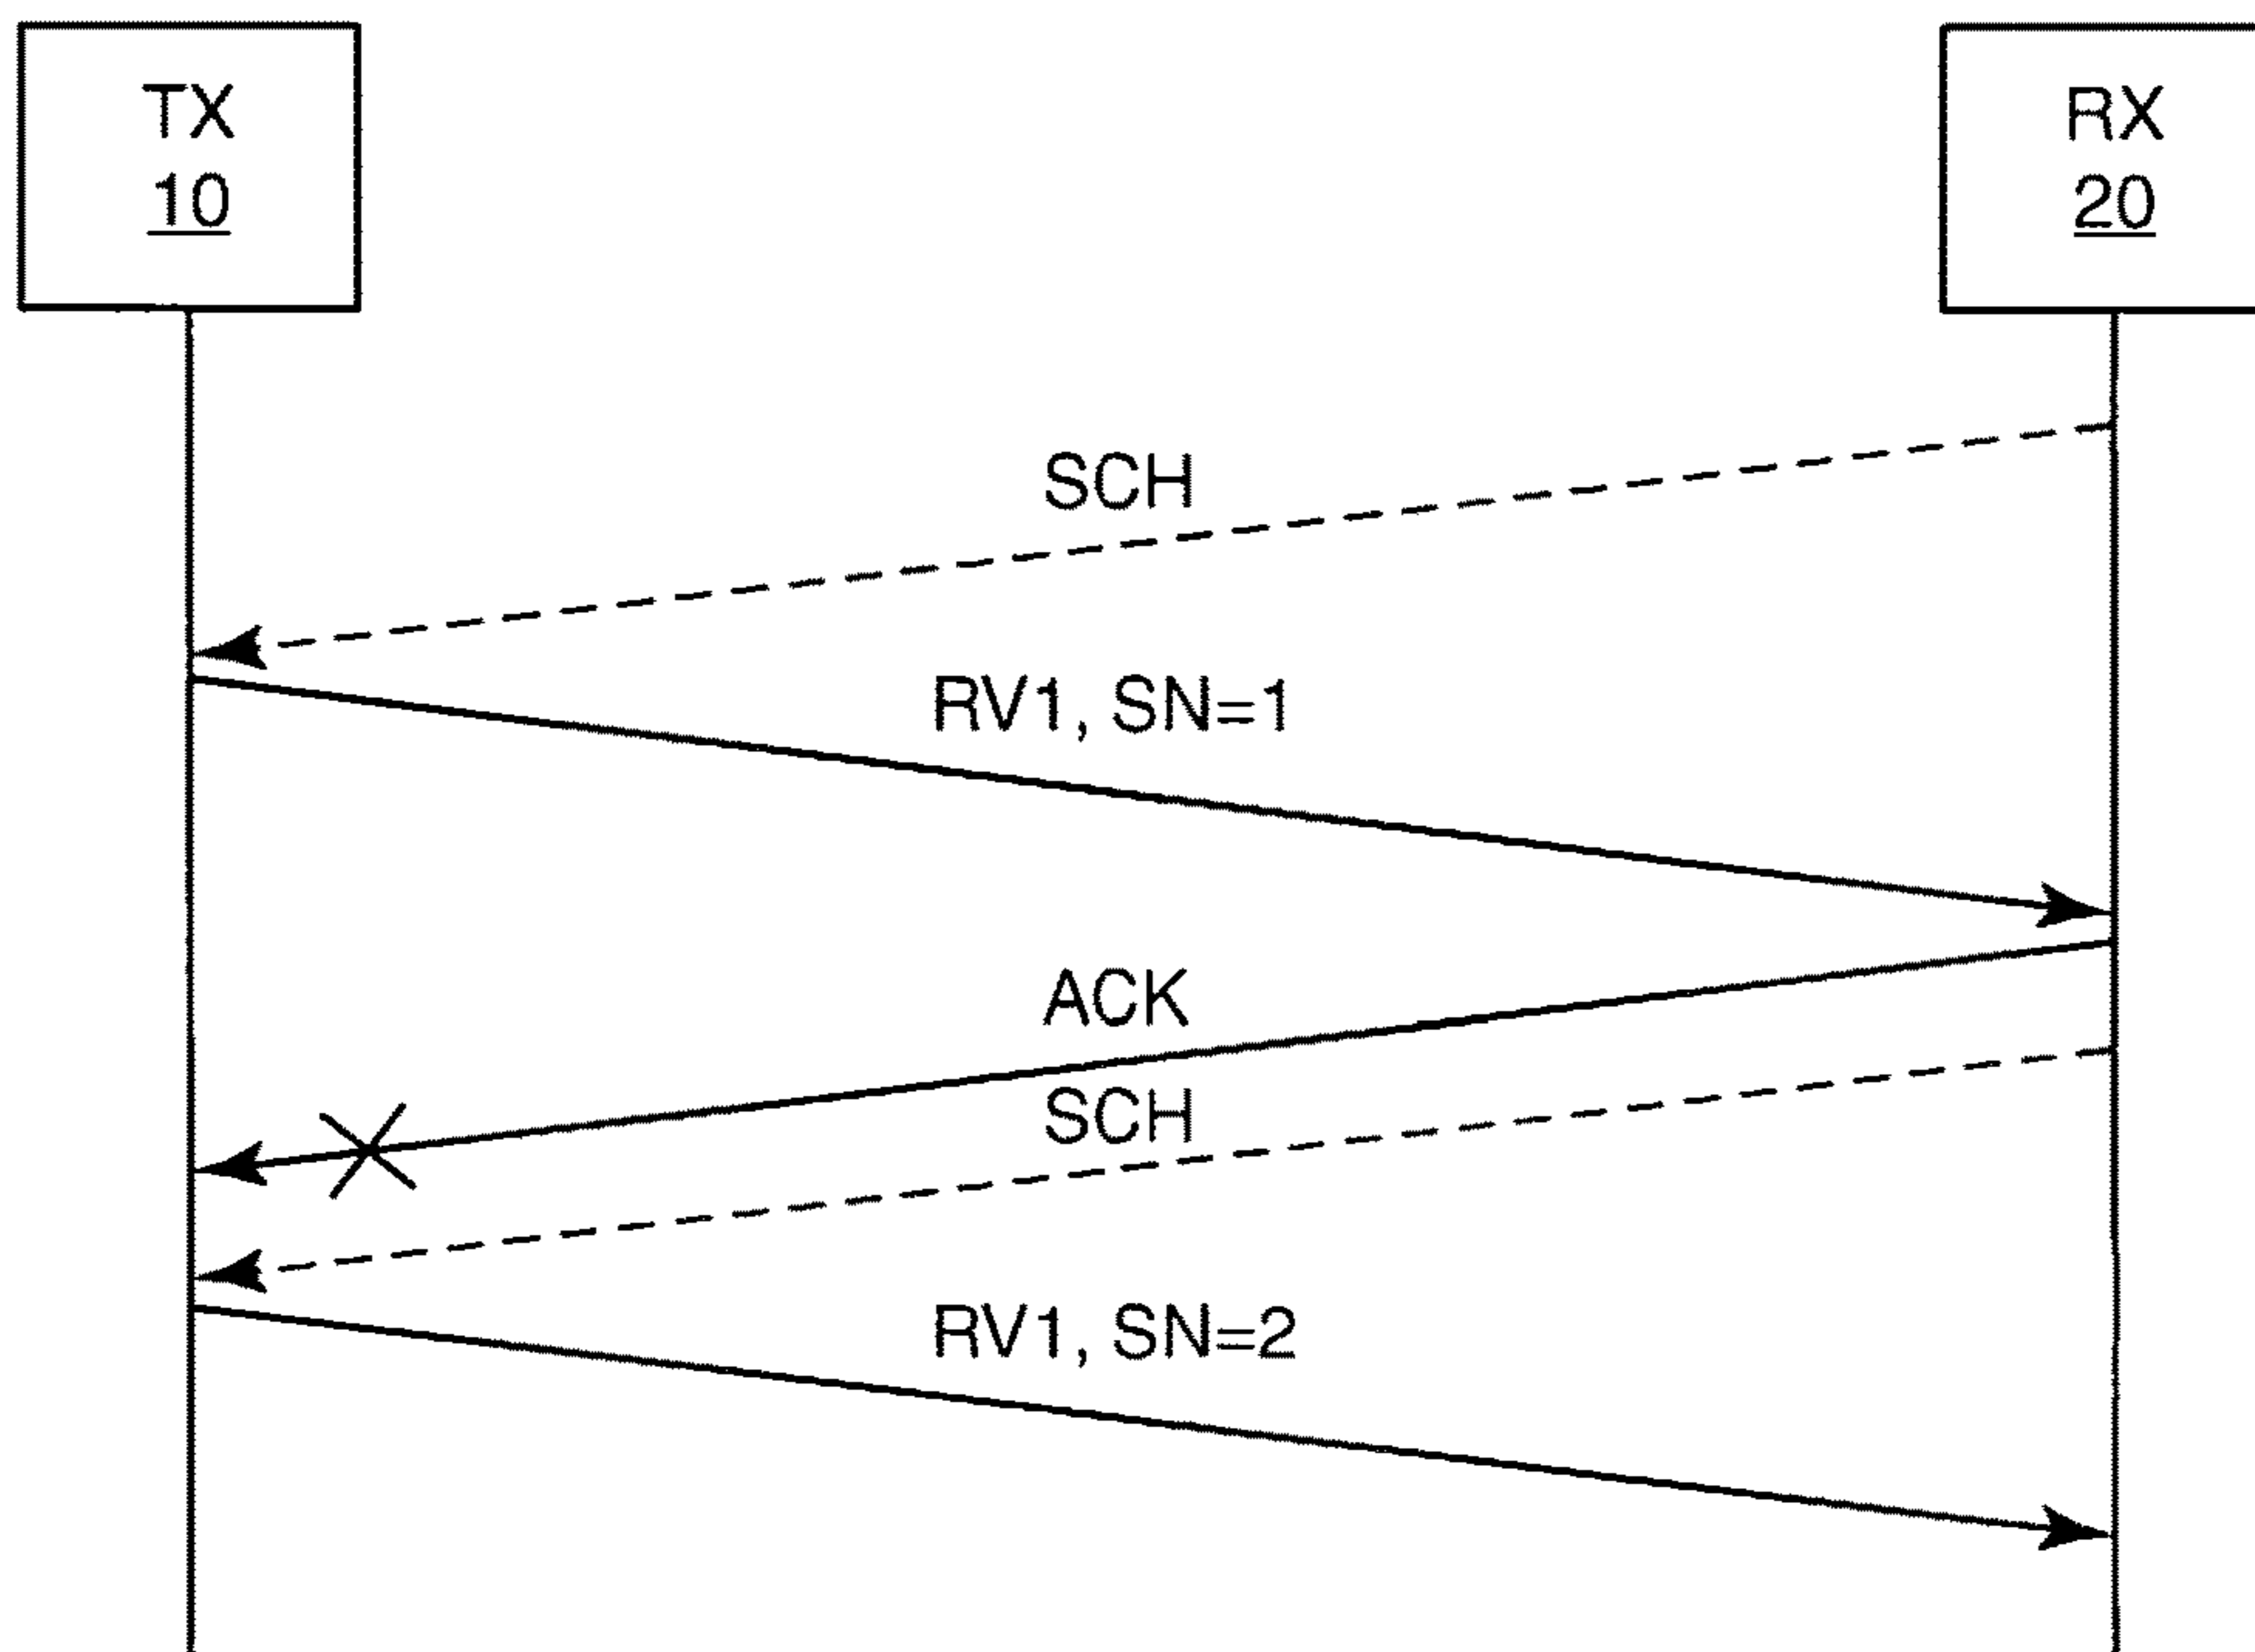 TX
10
RX
20
SCH
RV1, SN=1
ACK
SCH
RV1, SN=2